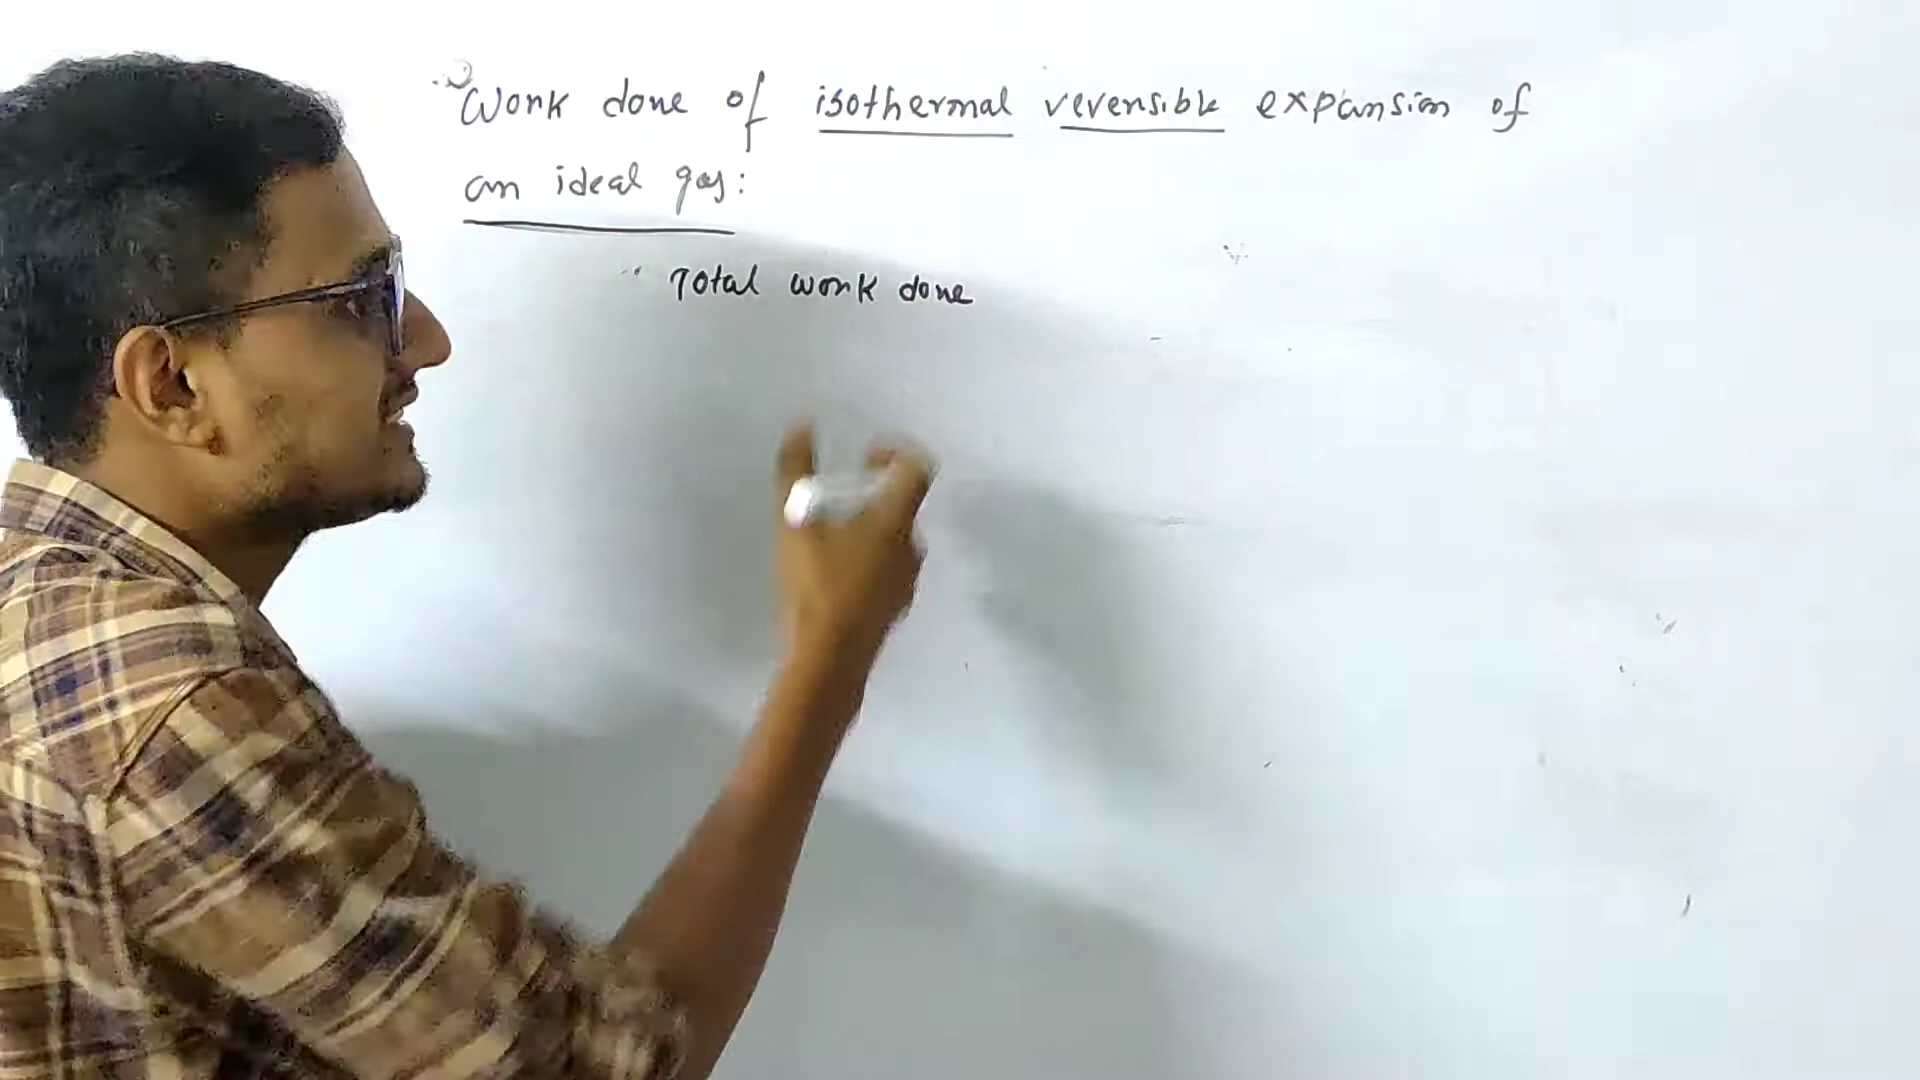 Work done of isothermal reversible expansion of
an ideal gas:
Total work done